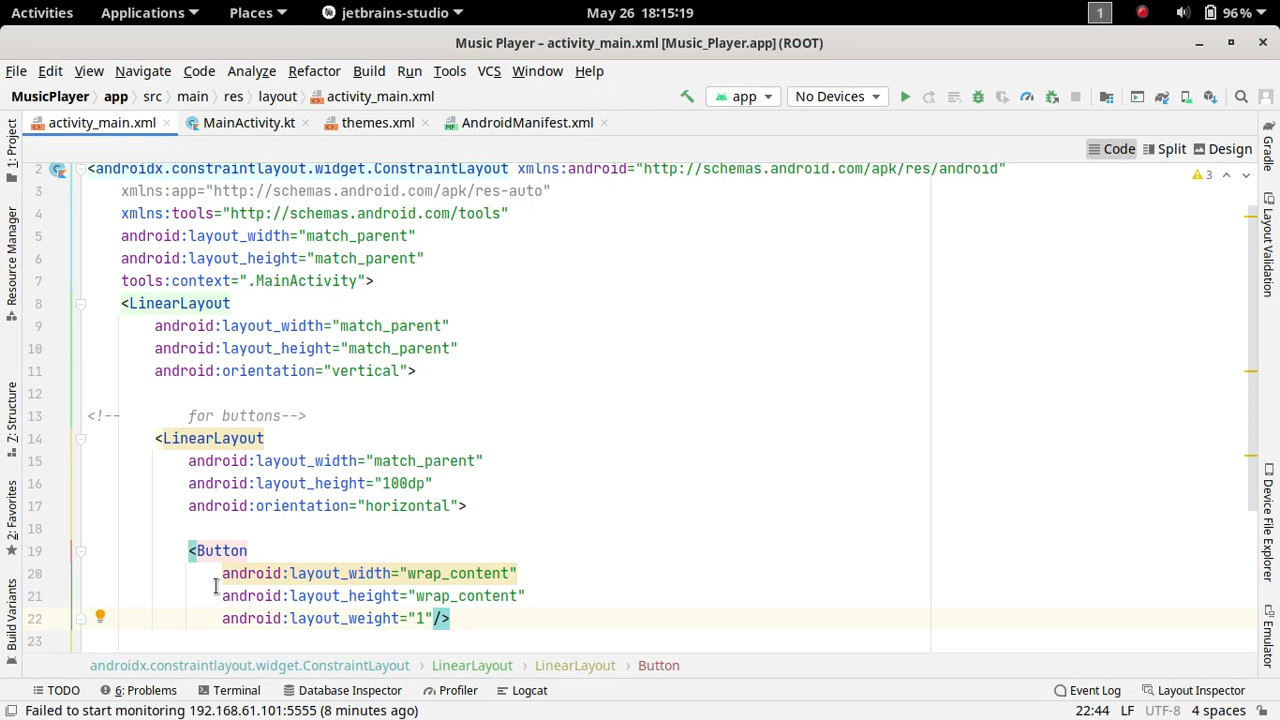 Activities Applications Places jetbrains-studio May 26 18:15:19 1 96%
Music Player – activity_main.xml [Music_Player.app] (ROOT)
File Edit View Navigate Code Analyze Refactor Build Run Tools VCS Window Help
MusicPlayer app src main res layout activity_main.xml app No Devices
activity_main.xml MainActivity.kt themes.xml AndroidManifest.xml
Code Split Design
2 <androidx.constraintlayout.widget.ConstraintLayout xmlns:android="http://schemas.android.com/apk/res/android"
3 xmlns:app="http://schemas.android.com/apk/res-auto"
4 xmlns:tools="http://schemas.android.com/tools"
5 android:layout_width="match_parent"
6 android:layout_height="match_parent"
7 tools:context=".MainActivity">
8 <LinearLayout
9 android:layout_width="match_parent"
10 android:layout_height="match_parent"
11 android:orientation="vertical">
12
13 <!-- for buttons-->
14 <LinearLayout
15 android:layout_width="match_parent"
16 android:layout_height="100dp"
17 android:orientation="horizontal">
18
19 <Button
20 android:layout_width="wrap_content"
21 android:layout_height="wrap_content"
22 android:layout_weight="1"/>
23
3
1: Project
Resource Manager
Z: Structure
2: Favorites
Build Variants
Gradle
Layout Validation
Device File Explorer
Emulator
androidx.constraintlayout.widget.ConstraintLayout › LinearLayout › LinearLayout › Button
TODO 6: Problems Terminal Database Inspector Profiler Logcat Event Log Layout Inspector
Failed to start monitoring 192.168.61.101:5555 (8 minutes ago) 22:44 LF UTF-8 4 spaces